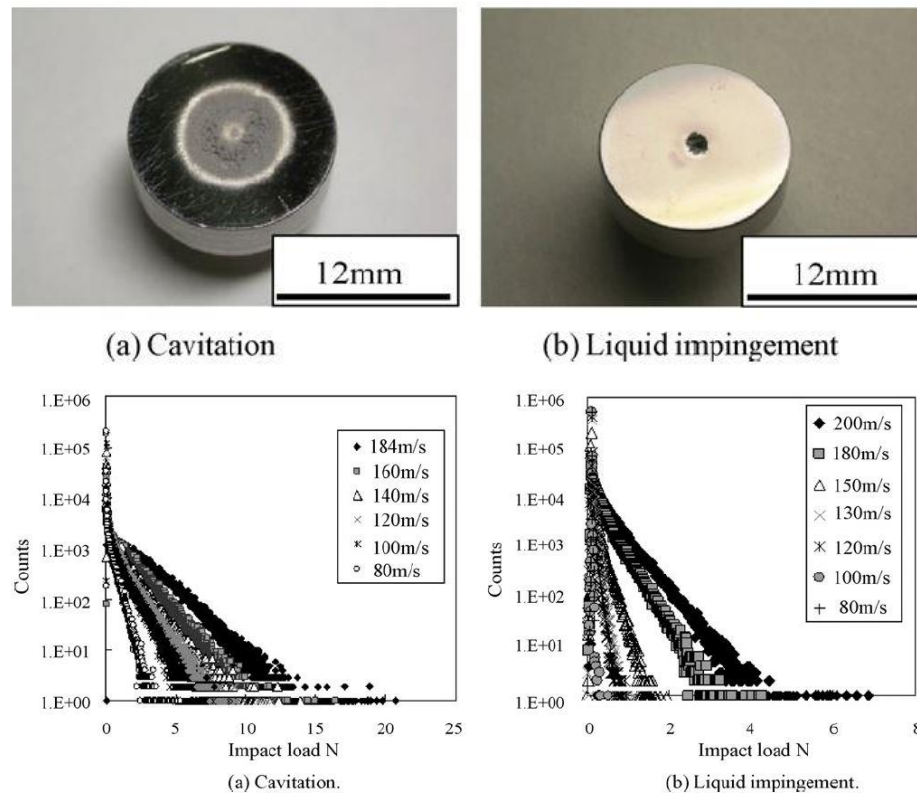 12mm
12mm
(a) Cavitation
(b) Liquid impingement
1.E+06
1.E+05
1.E+04
1.E+03
1.E+02
1.E+01
1.E+00
Counts
184m/s
160m/s
140m/s
120m/s
100m/s
80m/s
0
5
10
15
20
25
Impact load N
(a) Cavitation.
1.E+06
1.E+05
1.E+04
1.E+03
1.E+02
1.E+01
1.E+00
Counts
200m/s
180m/s
150m/s
130m/s
120m/s
100m/s
80m/s
0
2
4
6
8
Impact load N
(b) Liquid impingement.